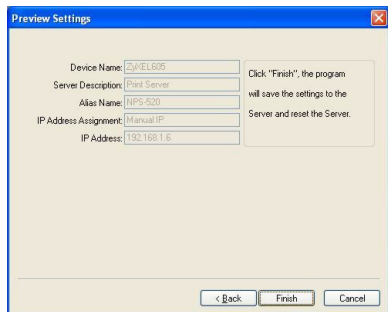 Preview Settings
Device Name: ZyXEL605
Server Description: Print Server
Alias Name: NPS-520
IP Address Assignment: Manual IP
IP Address: 192.168.1.6
Click "Finish", the program
will save the settings to the
Server and reset the Server.
< Back
Finish
Cancel